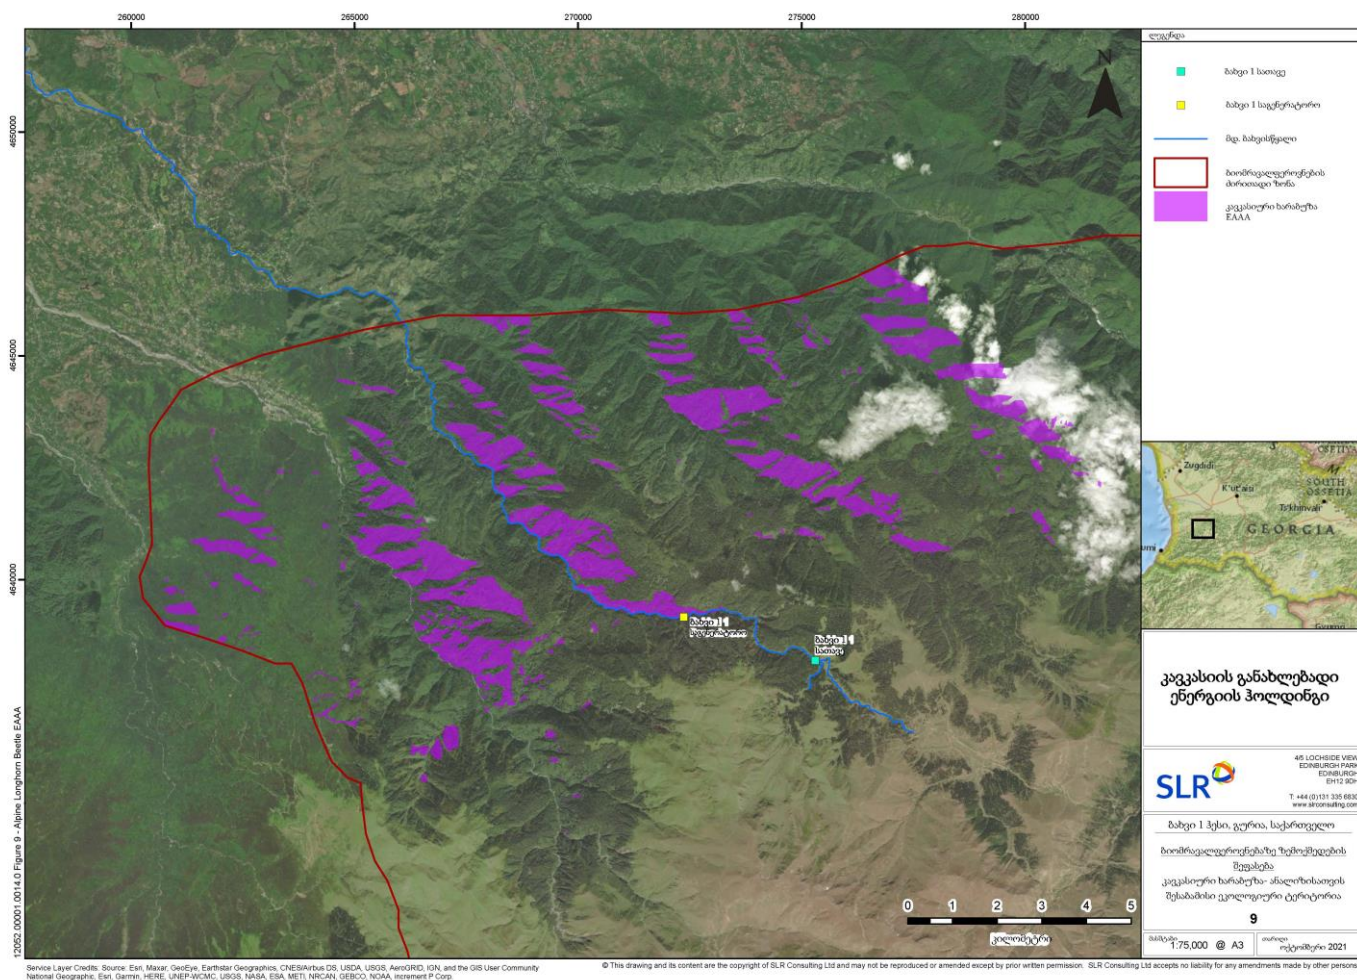 260000
265000
270000
275000
280000
4650000
4645000
4640000
4635000
N
ბახვი 1
საგენერატორო
ბახვი 1
სათავე
0 1 2 3 4 5
კილომეტრი
ლეგენდა
ბახვი 1 სათავე
ბახვი 1 საგენერატორო
მდ. ბახვისწყალი
ბიომრავალფეროვნების
ძირითადი ზონა
კავკასიური ხარაბუზა
EAAA
Zugdidi
K'ut'aisi
SOUTH
OSSETIA
Ts'khinvali
GEORGIA
კავკასიის განახლებადი
ენერგიის ჰოლდინგი
SLR
4/5 LOCHSIDE VIEW
EDINBURGH PARK
EDINBURGH
EH12 9DH
T: +44 (0)131 335 6830
www.slrconsulting.com
ბახვი 1 ჰესი, გურია, საქართველო
ბიომრავალფეროვნებაზე ზემოქმედების
შეფასება
კავკასიური ხარაბუზა- ანალიზისათვის
შესაბამისი ეკოლოგიური ტერიტორია
9
მასშტაბი
1:75,000 @ A3
თარიღი
ოქტომბერი 2021
12052.00001.0014.0 Figure 9 - Alpine Longhorn Beetle EAAA
Service Layer Credits: Source: Esri, Maxar, GeoEye, Earthstar Geographics, CNES/Airbus DS, USDA, USGS, AeroGRID, IGN, and the GIS User Community
National Geographic, Esri, Garmin, HERE, UNEP-WCMC, USGS, NASA, ESA, METI, NRCAN, GEBCO, NOAA, increment P Corp.
© This drawing and its content are the copyright of SLR Consulting Ltd and may not be reproduced or amended except by prior written permission. SLR Consulting Ltd accepts no liability for any amendments made by other persons